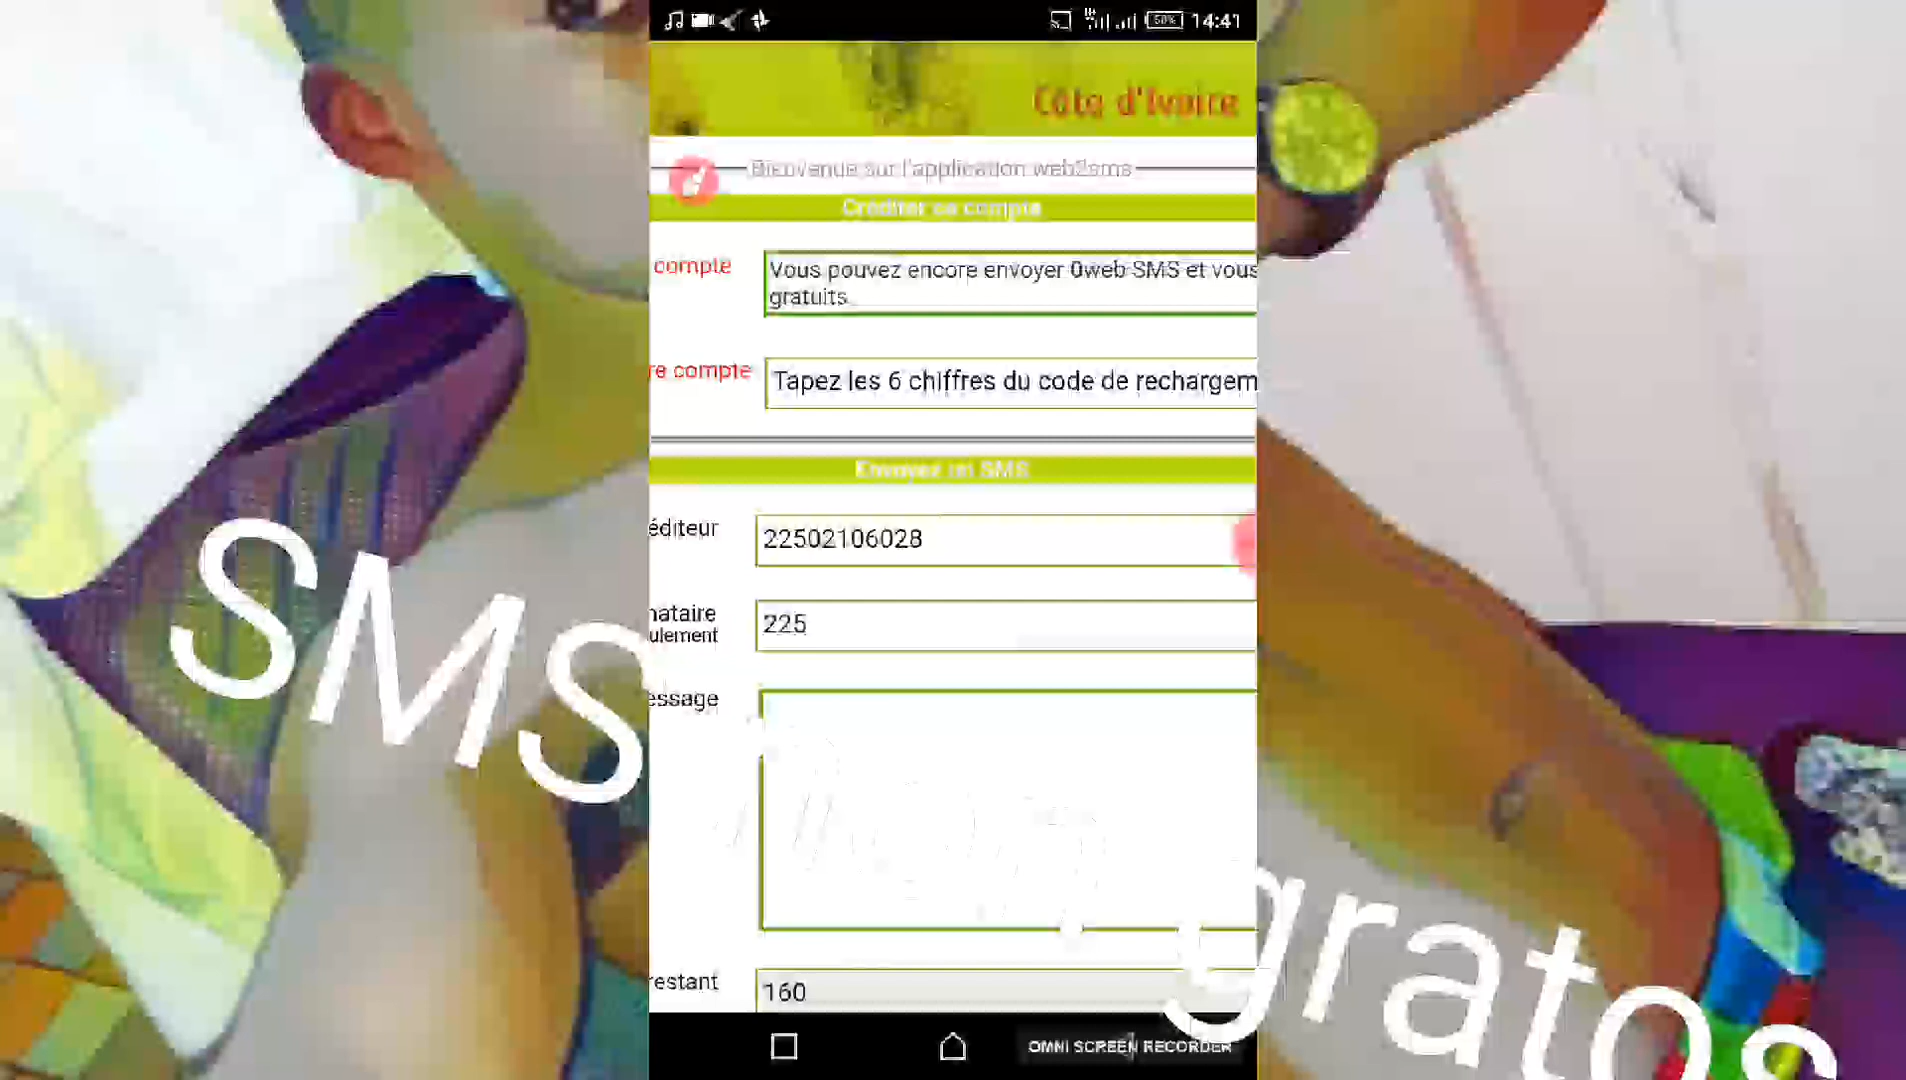 58% 14:41
Côte d'Ivoire
Bienvenue sur l'application web2sms
Créditer ce compte
compte
Vous pouvez encore envoyer 0web SMS et vous
gratuits.
re compte
Tapez les 6 chiffres du code de rechargem
Envoyez un SMS
éditeur
22502106028
nataire
ulement
225
essage
restant
160
SMS
gratos
OMNI SCREEN RECORDER